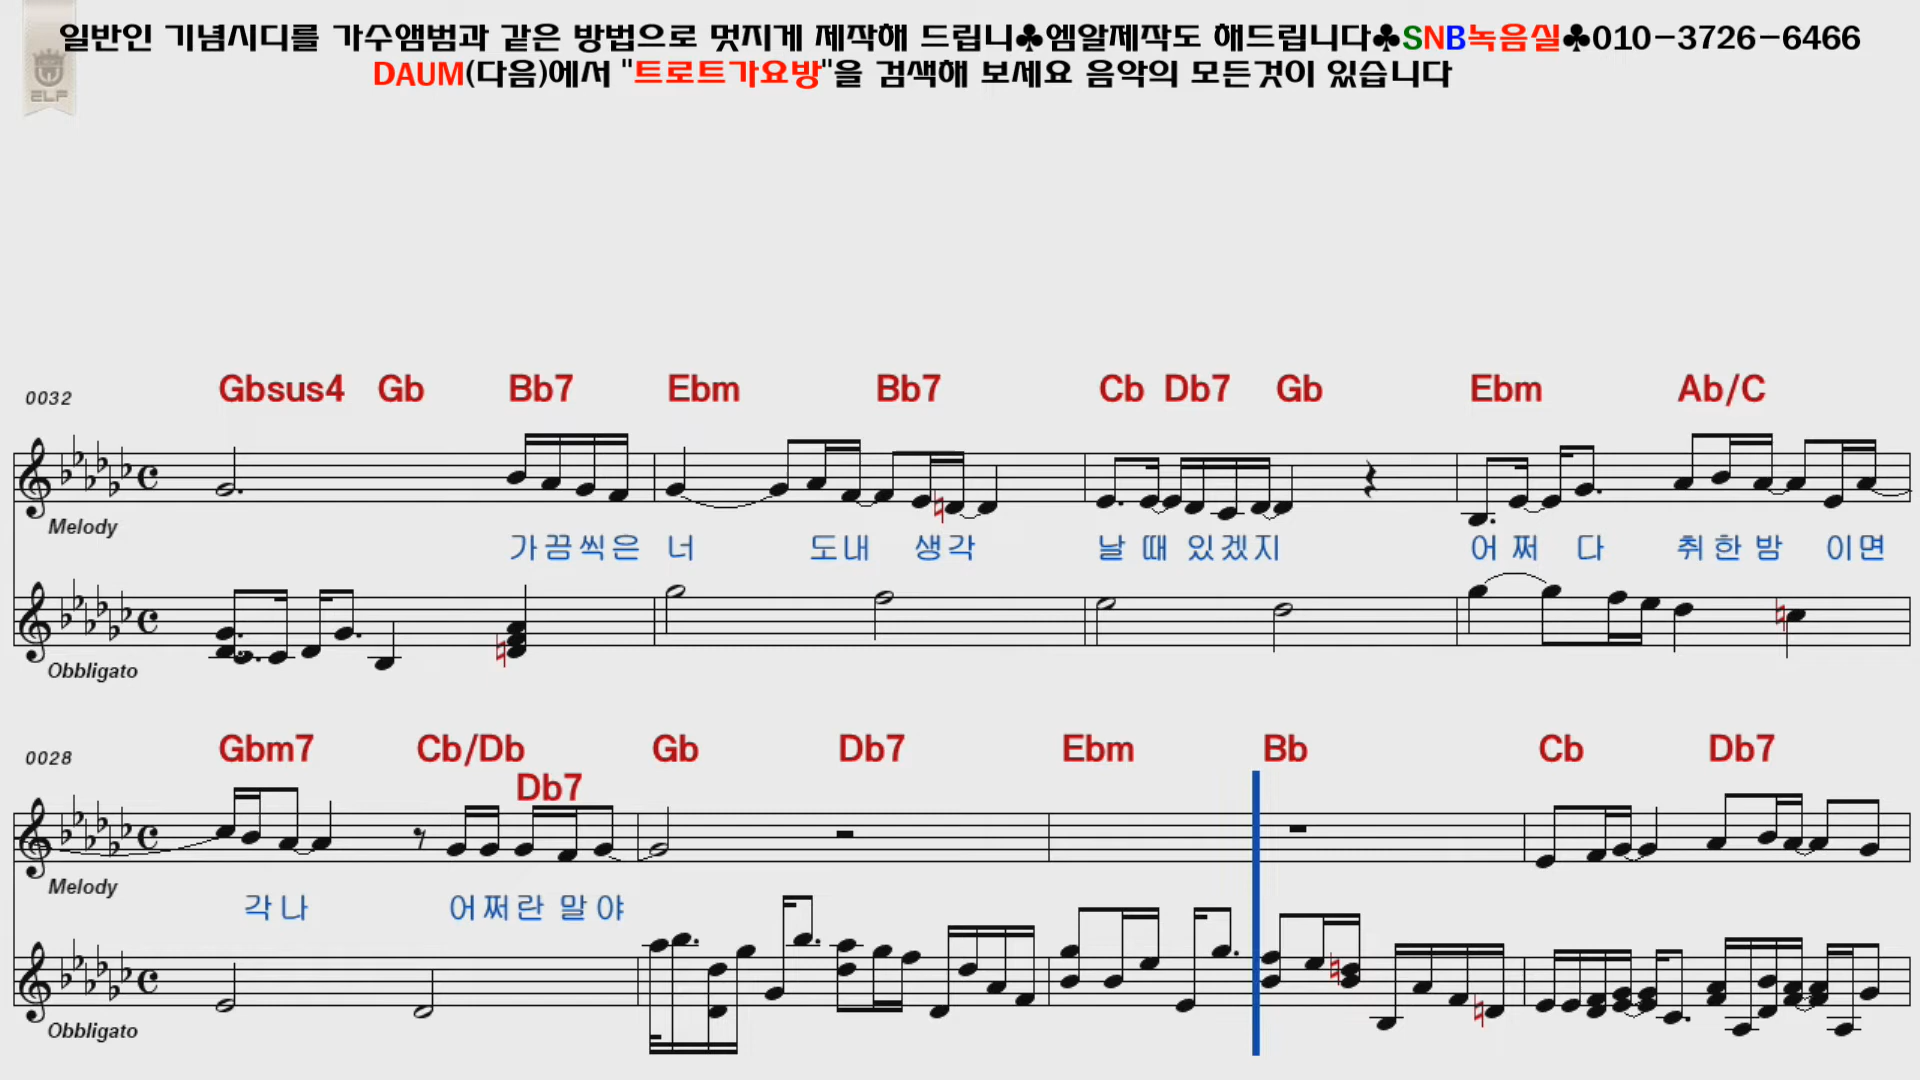 일반인 기념시디를 가수앨범과 같은 방법으로 멋지게 제작해 드립니♣엠알제작도 해드립니다♣SNB녹음실♣010-3726-6466
DAUM(다음)에서 "트로트가요방"을 검색해 보세요 음악의 모든것이 있습니다
ELF
0032
Gbsus4 Gb Bb7 Ebm Bb7 Cb Db7 Gb Ebm Ab/C
Melody
가끔씩은 너 도내 생각 날 때 있겠지 어 쩌 다 취한밤 이면
Obbligato
0028
Gbm7 Cb/Db Gb Db7 Ebm Bb Cb Db7
Db7
Melody
각나 어쩌란 말야
Obbligato